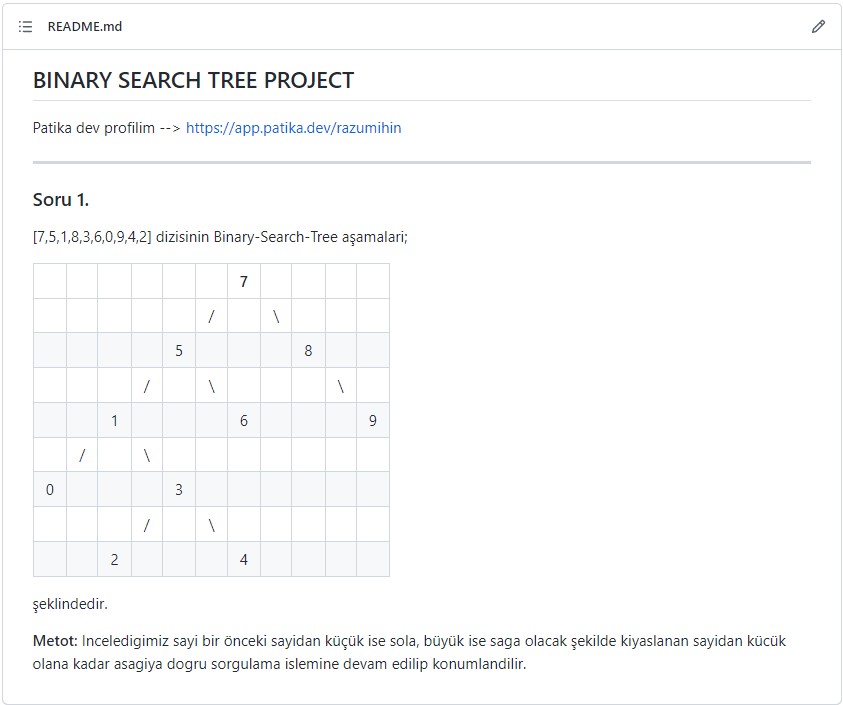 README.md
BINARY SEARCH TREE PROJECT
Patika dev profilim --> https://app.patika.dev/razumihin
Soru 1.
[7,5,1,8,3,6,0,9,4,2] dizisinin Binary-Search-Tree aşamalari;
7
/ \
5 8
/ \ \
1 6 9
/ \
0 3
/ \
2 4
şeklindedir.
Metot: Inceledigimiz sayi bir önceki sayidan küçük ise sola, büyük ise saga olacak şekilde kiyaslanan sayidan kücük
olana kadar asagiya dogru sorgulama islemine devam edilip konumlandilir.